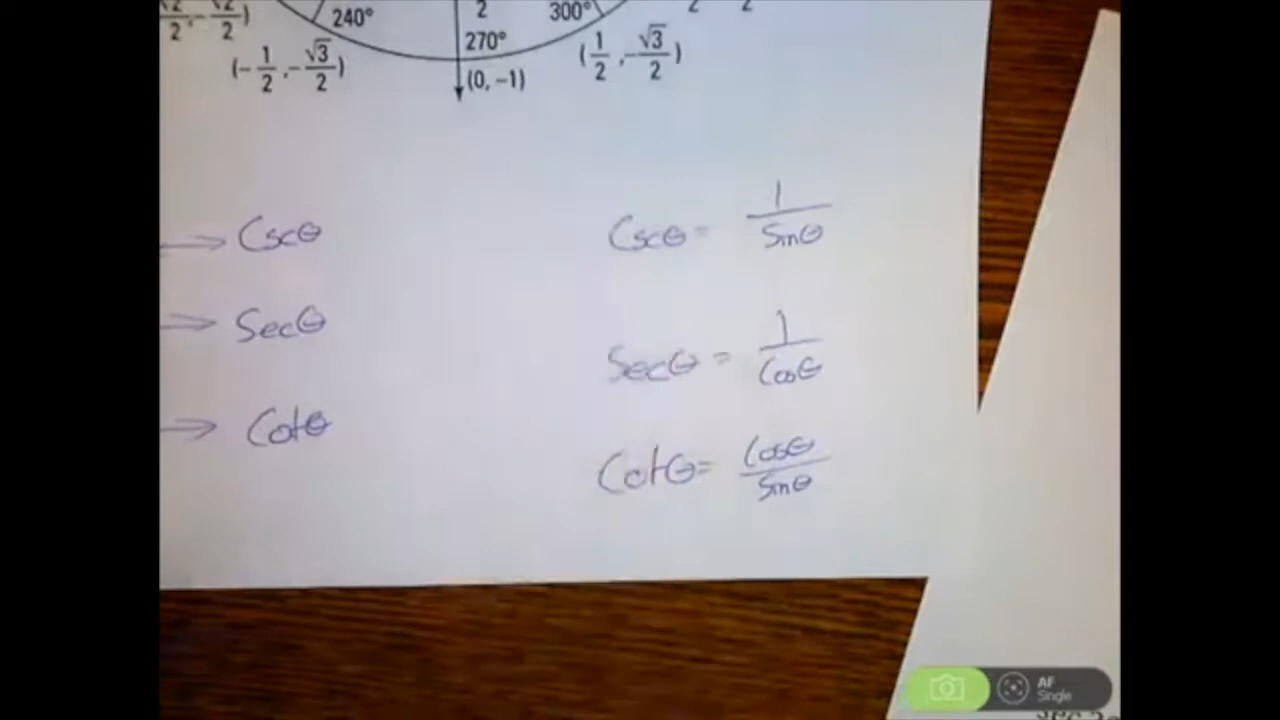 240°
2
300°
270°
(-1/2, -√3/2)
(0, -1)
(1/2, -√3/2)
→ Cscθ
Cscθ = 1/Sinθ
→ Secθ
Secθ = 1/Cosθ
→ Cotθ
Cotθ = Cosθ/Sinθ
AF
Single